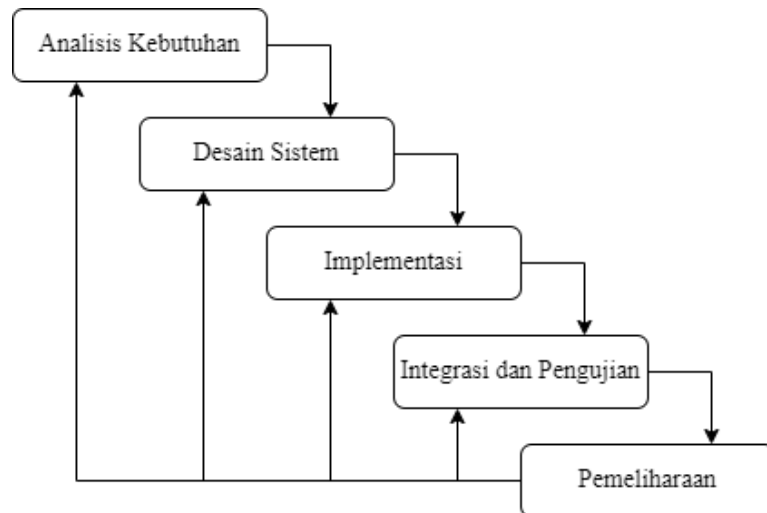 Analisis Kebutuhan
Desain Sistem
Implementasi
Integrasi dan Pengujian
Pemeliharaan